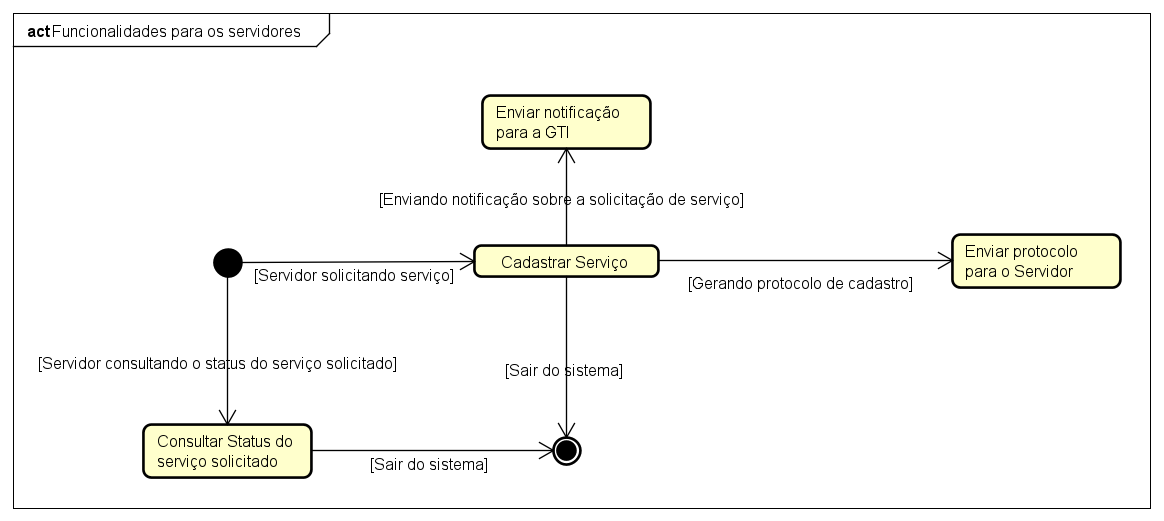 act Funcionalidades para os servidores
Enviar notificação
para a GTI
[Enviando notificação sobre a solicitação de serviço]
[Servidor solicitando serviço]
Cadastrar Serviço
[Gerando protocolo de cadastro]
Enviar protocolo
para o Servidor
[Servidor consultando o status do serviço solicitado]
[Sair do sistema]
Consultar Status do
serviço solicitado
[Sair do sistema]